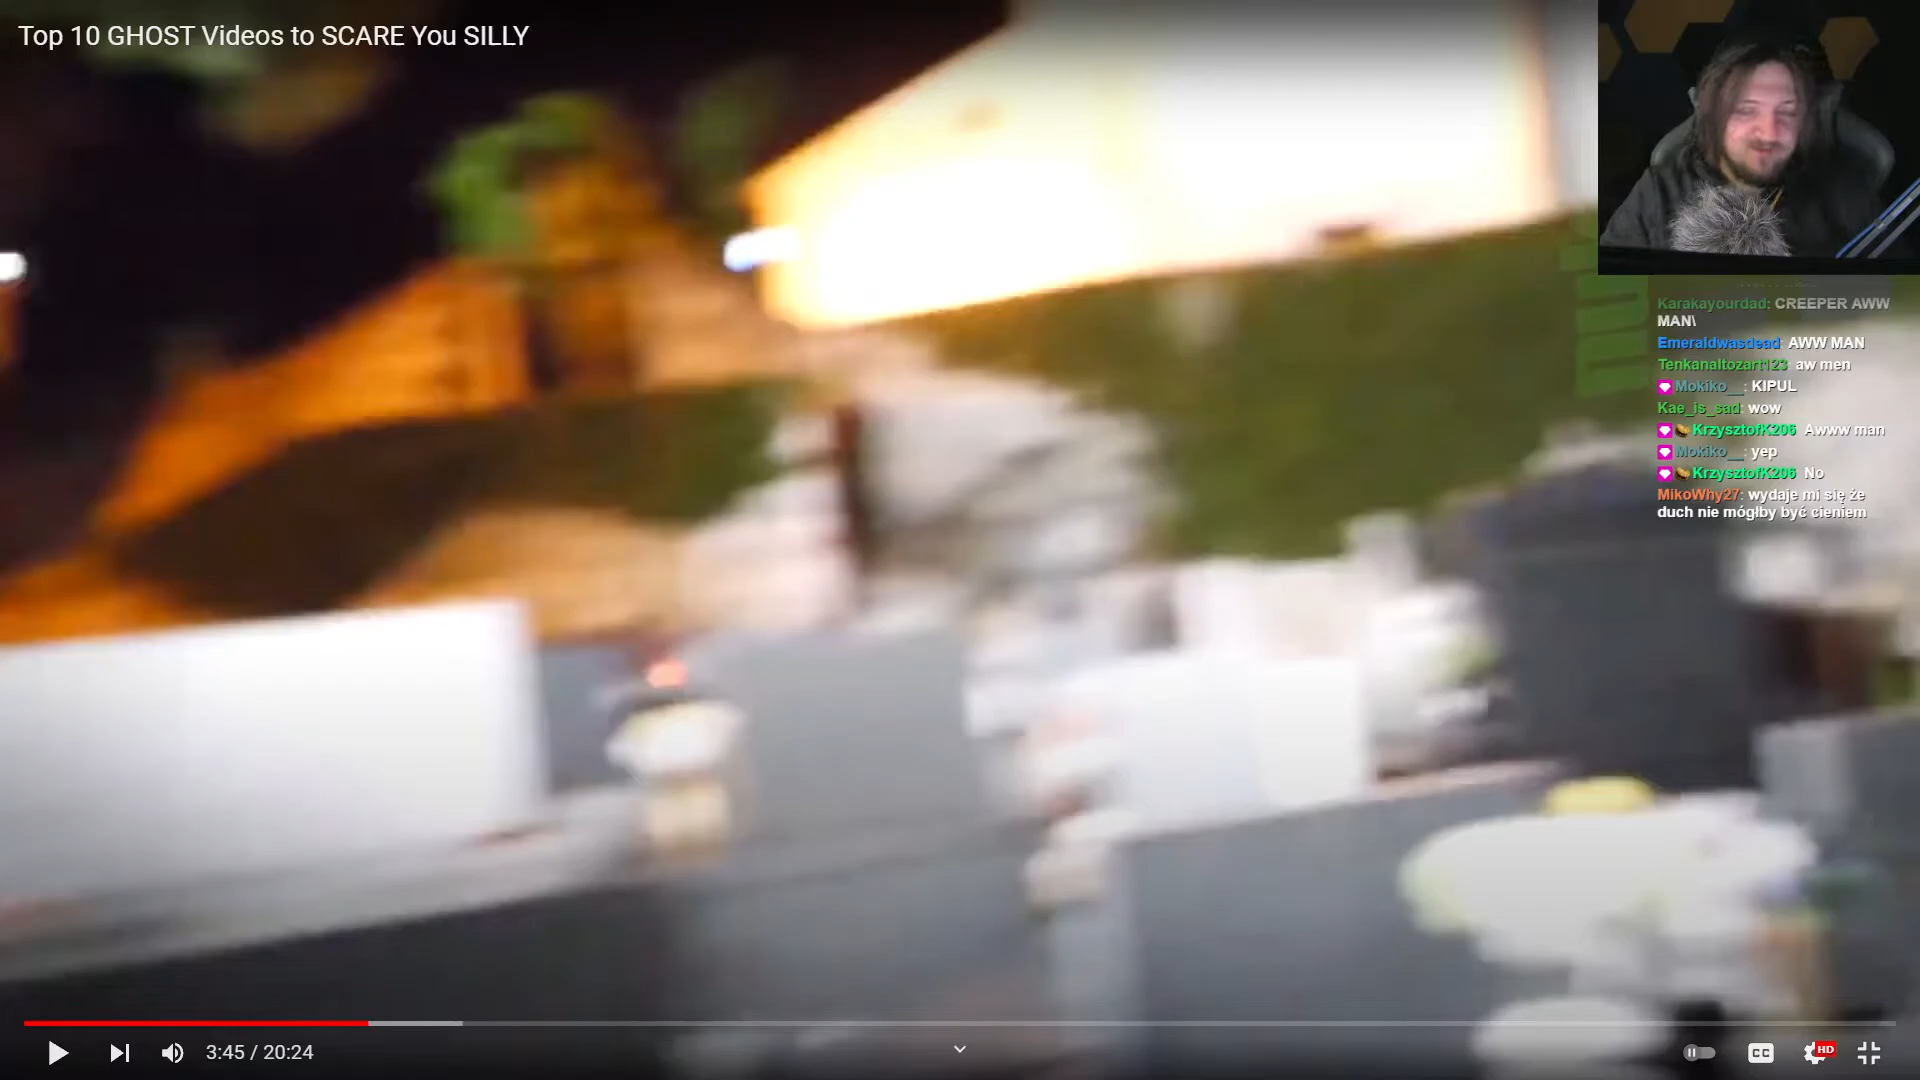 Top 10 GHOST Videos to SCARE You SILLY
Karakayourdad: CREEPER AWW
MAN\
Emeraldwasdead: AWW MAN
Tenkanaltozart123: aw men
Mokiko__: KIPUL
Kae_is_sad: wow
KrzysztofK206: Awww man
Mokiko__: yep
KrzysztofK206: No
MikoWhy27: wydaje mi się że
duch nie mógłby być cieniem
3:45 / 20:24
CC
HD